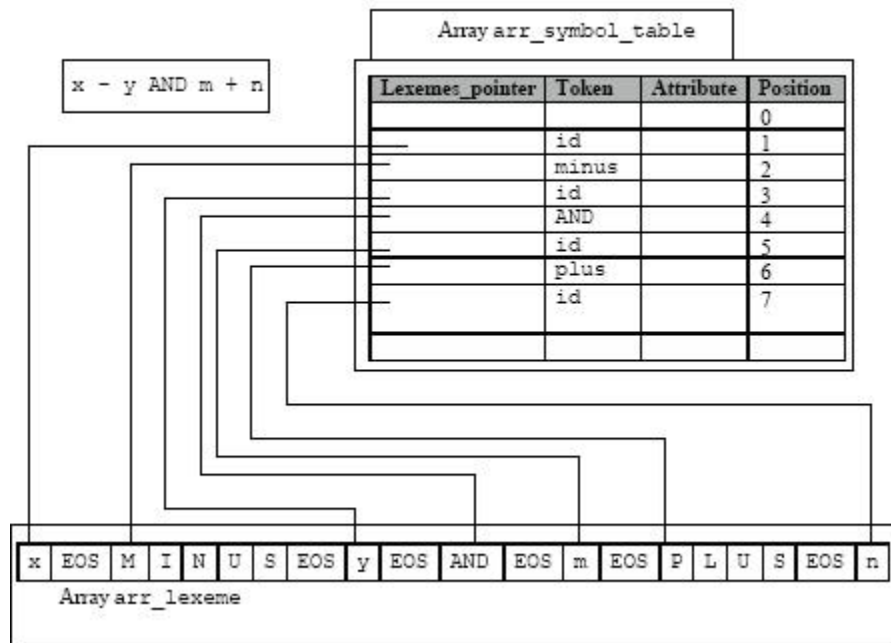 Array arr_symbol_table
x - y AND m + n
Lexemes_pointer Token Attribute Position
0
id 1
minus 2
id 3
AND 4
id 5
plus 6
id 7
x EOS M I N U S EOS y EOS AND EOS m EOS P L U S EOS n
Array arr_lexeme